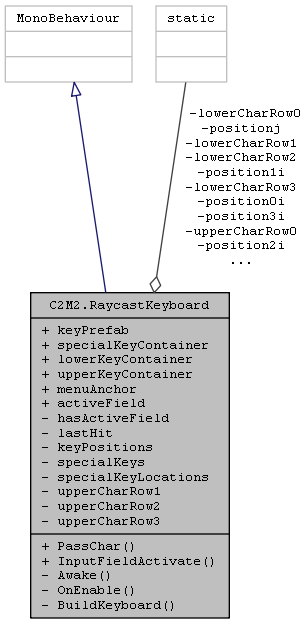 MonoBehaviour
static
-lowerCharRow0
-positionj
-lowerCharRow1
-lowerCharRow2
-position1i
-lowerCharRow3
-position0i
-position3i
-upperCharRow0
-position2i
...
C2M2.RaycastKeyboard
+ keyPrefab
+ specialKeyContainer
+ lowerKeyContainer
+ upperKeyContainer
+ menuAnchor
+ activeField
- hasActiveField
- lastHit
- keyPositions
- specialKeys
- specialKeyLocations
- upperCharRow1
- upperCharRow2
- upperCharRow3
+ PassChar()
+ InputFieldActivate()
- Awake()
- OnEnable()
- BuildKeyboard()